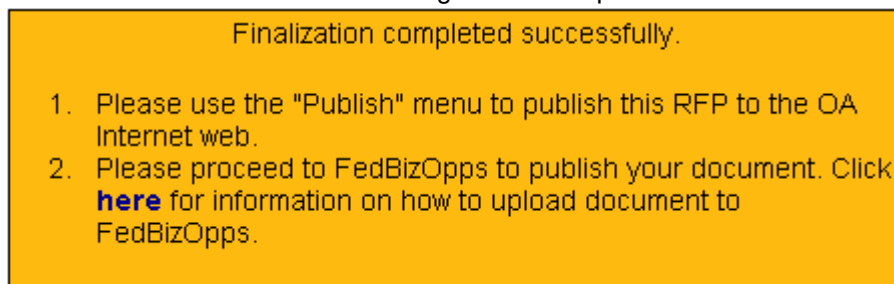 Finalization completed successfully.
1. Please use the "Publish" menu to publish this RFP to the OA
Internet web.
2. Please proceed to FedBizOpps to publish your document. Click
here for information on how to upload document to
FedBizOpps.